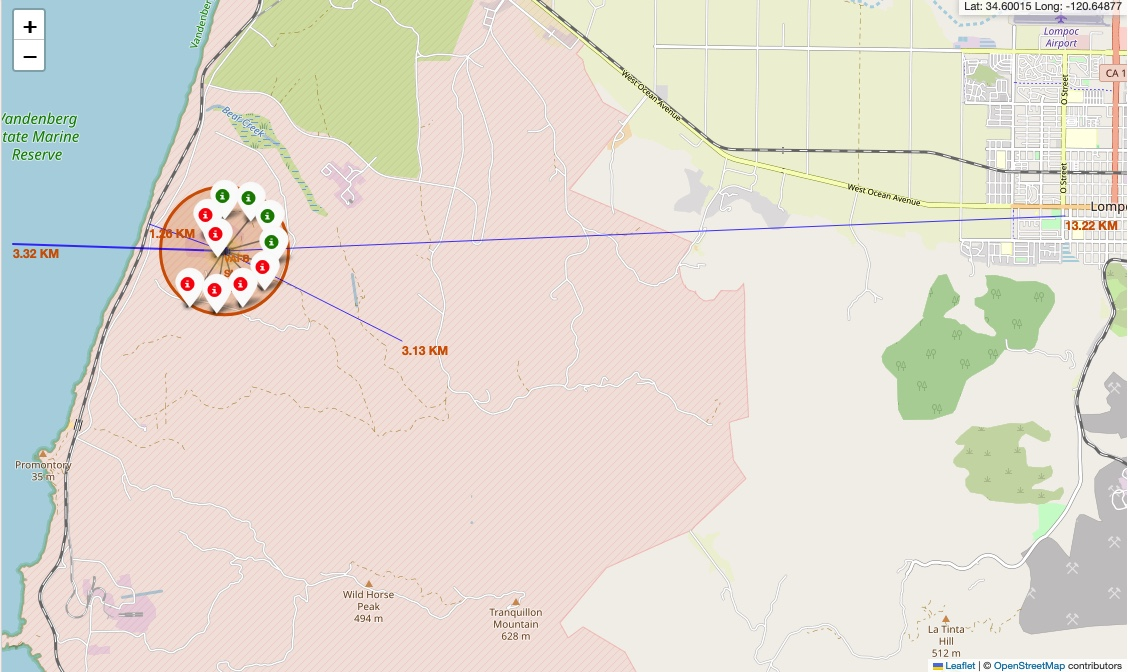 Lat: 34.60015 Long: -120.64877
+
−
Vandenberg
Lompoc
Airport
CA 1
O Street
West Ocean Avenue
Bear Creek
Vandenberg
tate Marine
Reserve
O Street
West Ocean Avenue
Lompo
1.26 KM
13.22 KM
3.32 KM
3.13 KM
Promontory
35 m
Wild Horse
Peak
494 m
Tranquillon
Mountain
628 m
La Tinta
Hill
512 m
Leaflet | © OpenStreetMap contributors